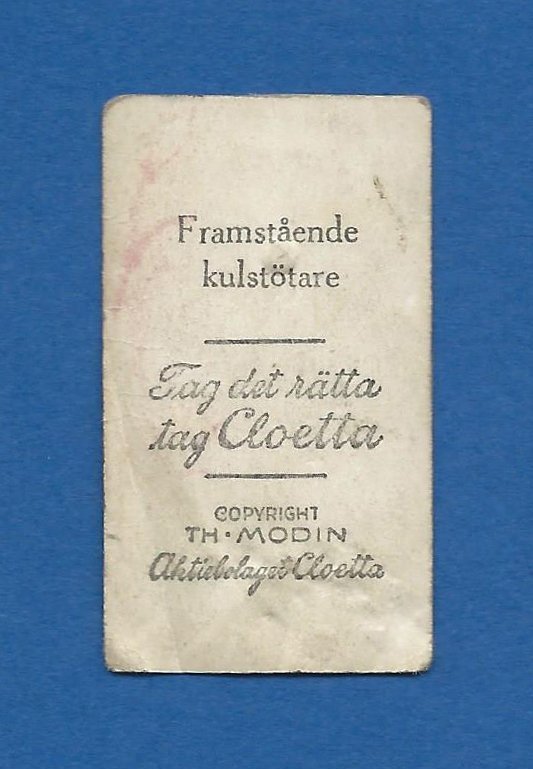 Framstående
kulstötare
Tag det rätta
tag Cloetta
COPYRIGHT
TH·MODIN
Aktiebolaget Cloetta